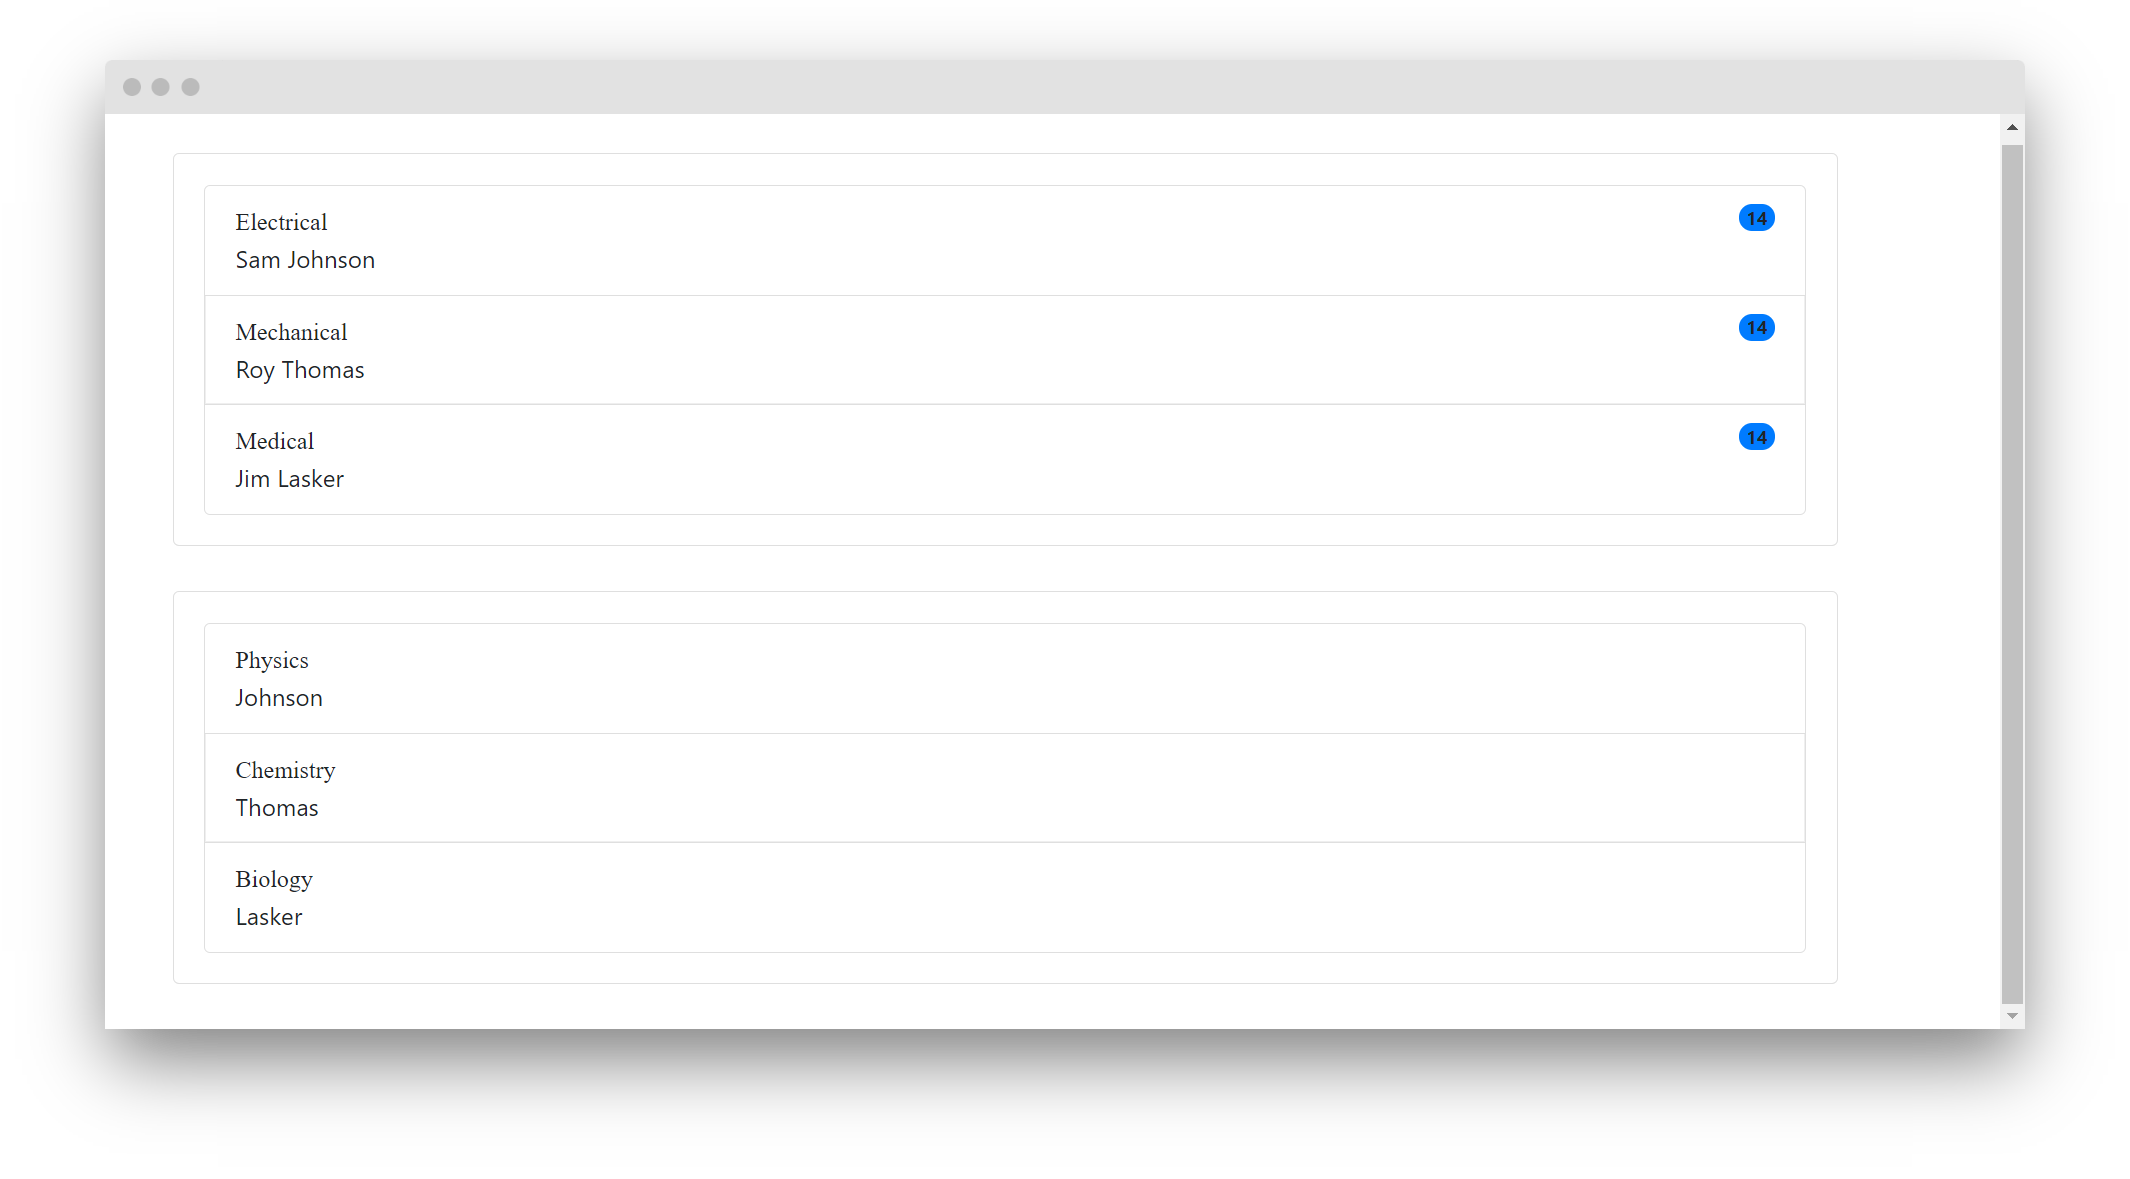 Electrical 14
Sam Johnson
Mechanical 14
Roy Thomas
Medical 14
Jim Lasker
Physics
Johnson
Chemistry
Thomas
Biology
Lasker